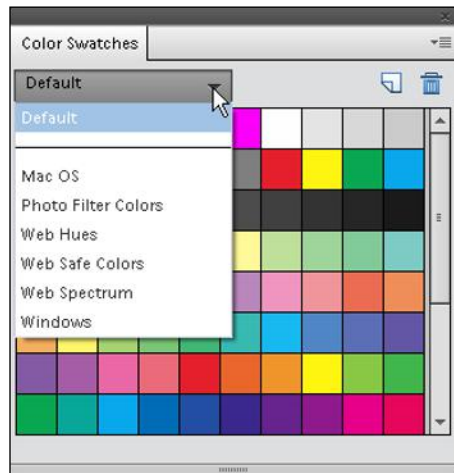 Color Swatches
Default
Default
Mac OS
Photo Filter Colors
Web Hues
Web Safe Colors
Web Spectrum
Windows